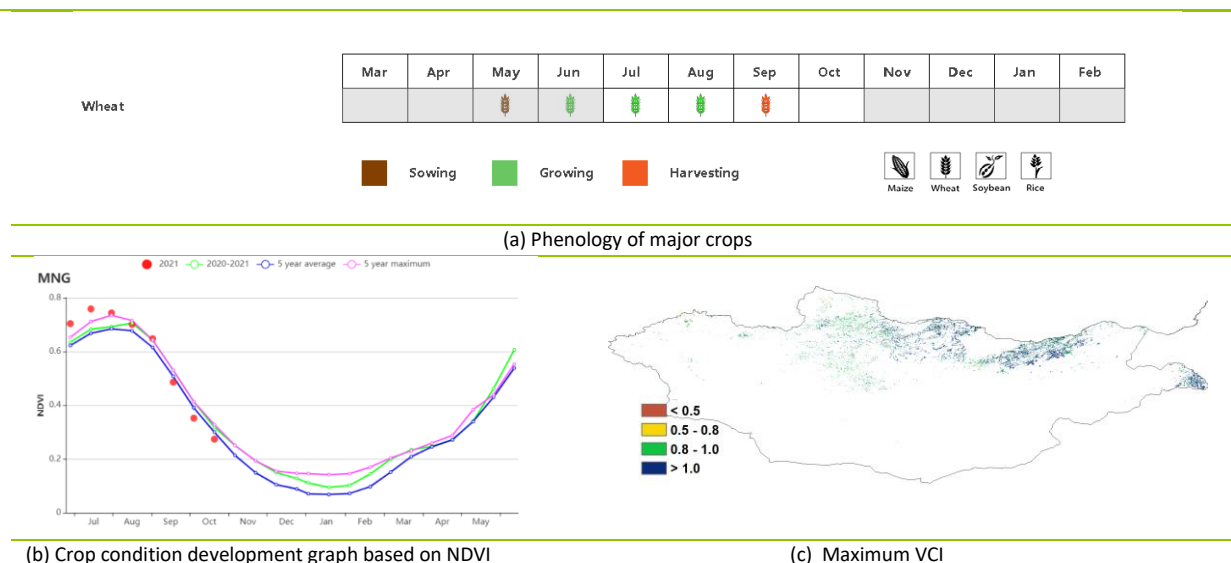 Mar Apr May Jun Jul Aug Sep Oct Nov Dec Jan Feb
Wheat
Sowing Growing Harvesting
Maize Wheat Soybean Rice
(a) Phenology of major crops
2021 2020-2021 5 year average 5 year maximum
MNG
0.8
0.6
0.4
0.2
0
NDVI
Jul Aug Sep Oct Nov Dec Jan Feb Mar Apr May
< 0.5
0.5 - 0.8
0.8 - 1.0
> 1.0
(b) Crop condition development graph based on NDVI
(c) Maximum VCI